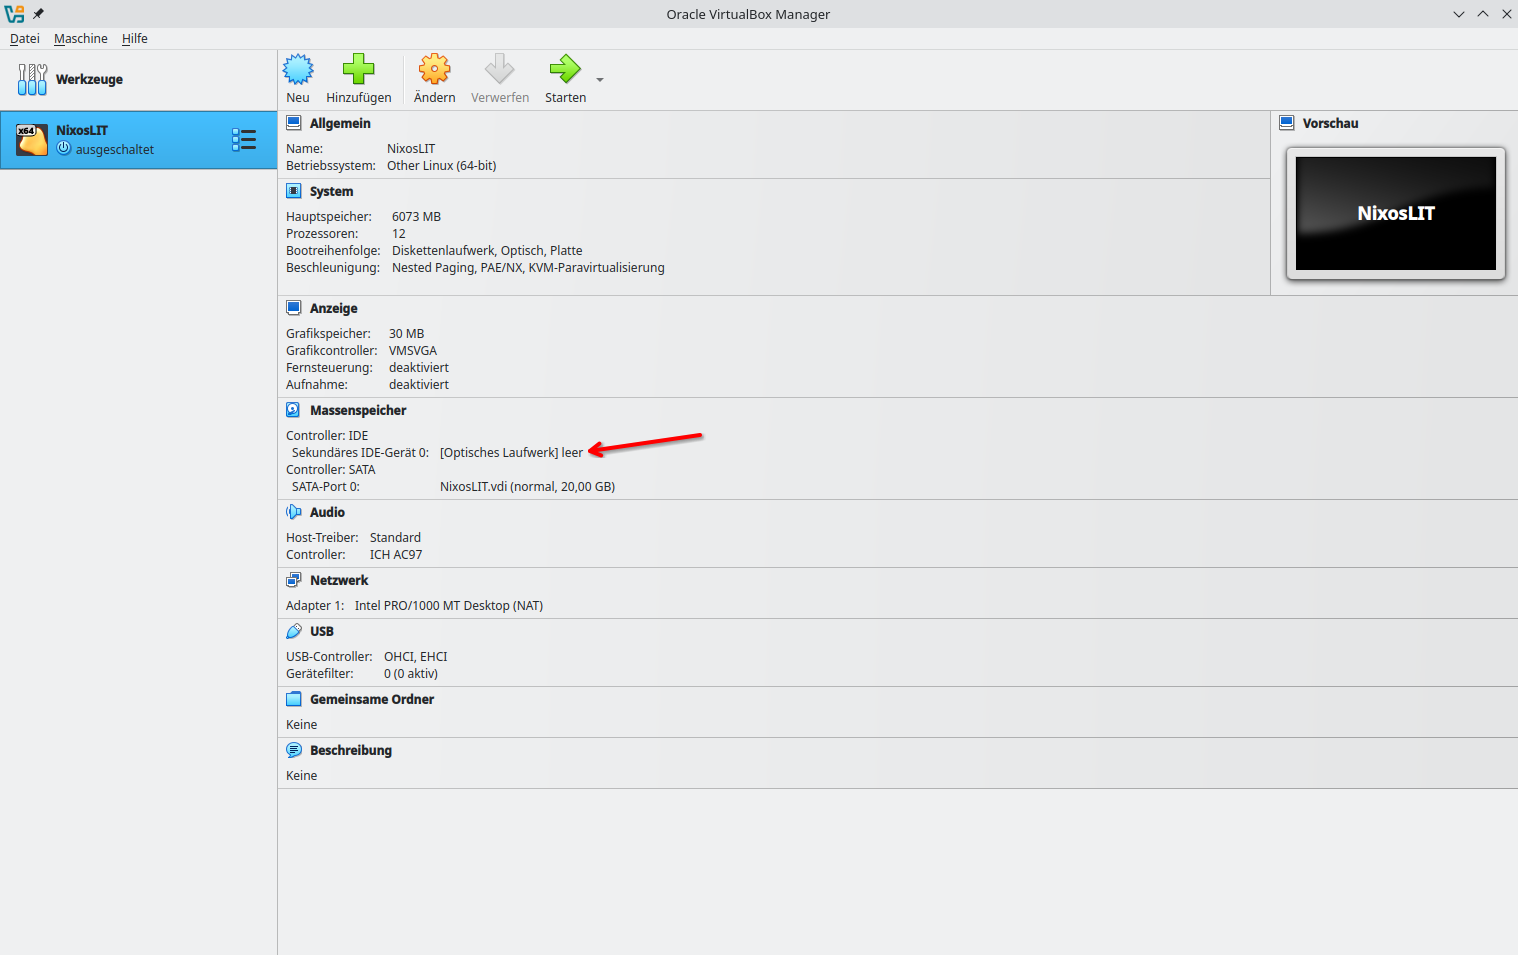 Oracle VirtualBox Manager
Datei Maschine Hilfe
Werkzeuge
Neu Hinzufügen Ändern Verwerfen Starten
x64
NixosLIT
ausgeschaltet
Allgemein
Name: NixosLIT
Betriebssystem: Other Linux (64-bit)
Vorschau
NixosLIT
System
Hauptspeicher: 6073 MB
Prozessoren: 12
Bootreihenfolge: Diskettenlaufwerk, Optisch, Platte
Beschleunigung: Nested Paging, PAE/NX, KVM-Paravirtualisierung
Anzeige
Grafikspeicher: 30 MB
Grafikcontroller: VMSVGA
Fernsteuerung: deaktiviert
Aufnahme: deaktiviert
Massenspeicher
Controller: IDE
Sekundäres IDE-Gerät 0: [Optisches Laufwerk] leer
Controller: SATA
SATA-Port 0: NixosLIT.vdi (normal, 20,00 GB)
Audio
Host-Treiber: Standard
Controller: ICH AC97
Netzwerk
Adapter 1: Intel PRO/1000 MT Desktop (NAT)
USB
USB-Controller: OHCI, EHCI
Gerätefilter: 0 (0 aktiv)
Gemeinsame Ordner
Keine
Beschreibung
Keine